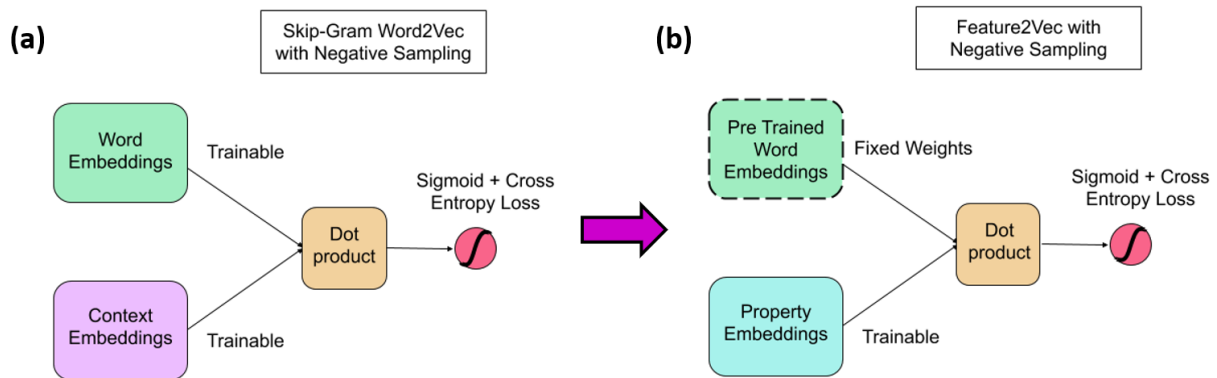 (a)
Skip-Gram Word2Vec
with Negative Sampling
Word
Embeddings
Trainable
Context
Embeddings
Trainable
Dot
product
Sigmoid + Cross
Entropy Loss
(b)
Feature2Vec with
Negative Sampling
Pre Trained
Word
Embeddings
Fixed Weights
Property
Embeddings
Trainable
Dot
product
Sigmoid + Cross
Entropy Loss